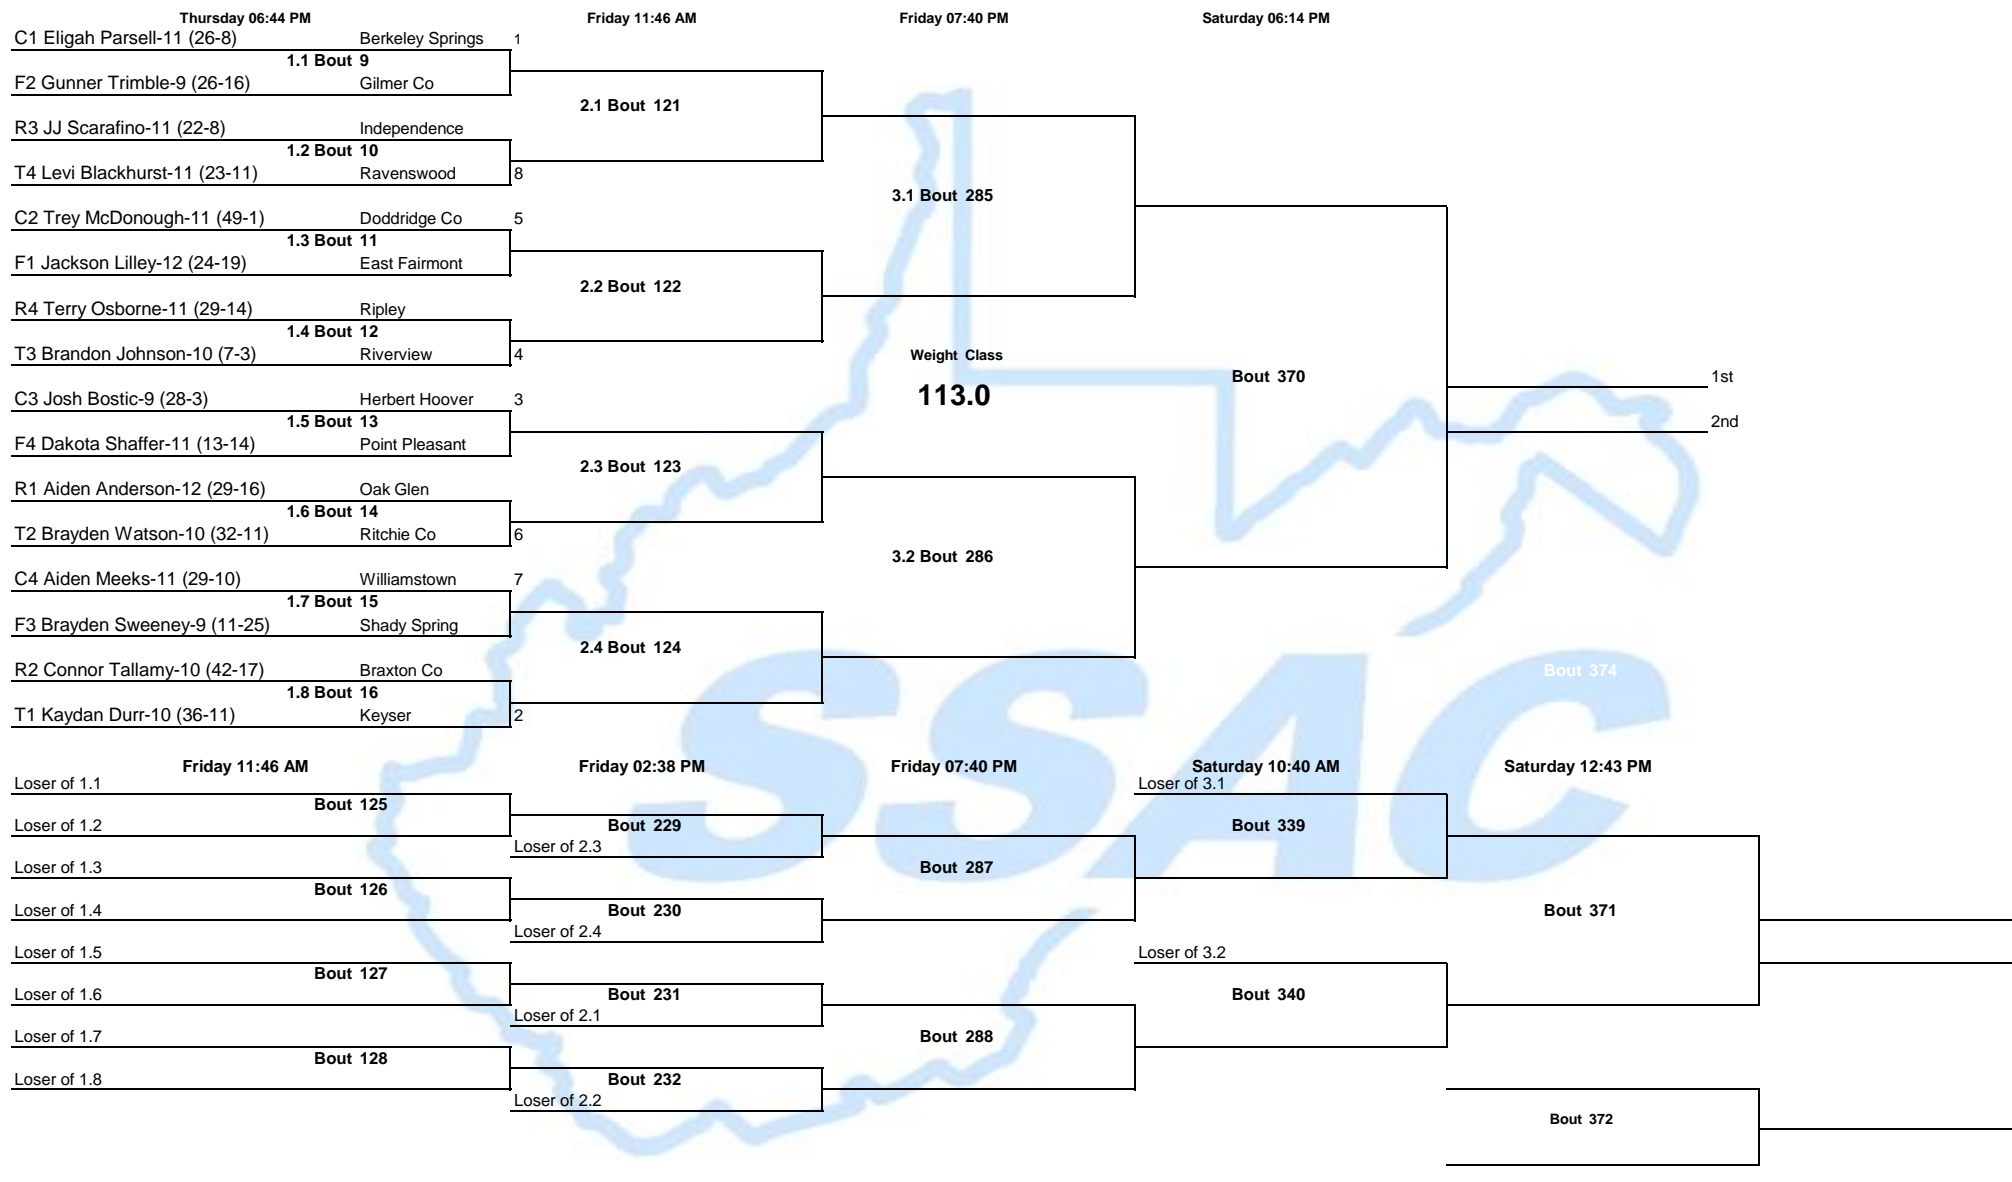 Thursday 06:44 PM Friday 11:46 AM Friday 07:40 PM Saturday 06:14 PM
C1 Eligah Parsell-11 (26-8) Berkeley Springs 1
1.1 Bout 9
F2 Gunner Trimble-9 (26-16) Gilmer Co
2.1 Bout 121
R3 JJ Scarafino-11 (22-8) Independence
1.2 Bout 10
T4 Levi Blackhurst-11 (23-11) Ravenswood 8
3.1 Bout 285
C2 Trey McDonough-11 (49-1) Doddridge Co 5
1.3 Bout 11
F1 Jackson Lilley-12 (24-19) East Fairmont
2.2 Bout 122
R4 Terry Osborne-11 (29-14) Ripley
1.4 Bout 12
T3 Brandon Johnson-10 (7-3) Riverview 4
Weight Class
Bout 370 1st
113.0
C3 Josh Bostic-9 (28-3) Herbert Hoover 3
1.5 Bout 13 2nd
F4 Dakota Shaffer-11 (13-14) Point Pleasant
2.3 Bout 123
R1 Aiden Anderson-12 (29-16) Oak Glen
1.6 Bout 14
T2 Brayden Watson-10 (32-11) Ritchie Co 6
3.2 Bout 286
C4 Aiden Meeks-11 (29-10) Williamstown 7
1.7 Bout 15
F3 Brayden Sweeney-9 (11-25) Shady Spring
2.4 Bout 124
R2 Connor Tallamy-10 (42-17) Braxton Co
Bout 374
1.8 Bout 16
T1 Kaydan Durr-10 (36-11) Keyser 2
SSAC
Friday 11:46 AM Friday 02:38 PM Friday 07:40 PM Saturday 10:40 AM Saturday 12:43 PM
Loser of 1.1 Loser of 3.1
Bout 125
Loser of 1.2 Bout 229 Bout 339
Loser of 2.3
Loser of 1.3 Bout 287
Bout 126
Loser of 1.4 Bout 230 Bout 371
Loser of 2.4
Loser of 1.5 Loser of 3.2
Bout 127
Loser of 1.6 Bout 231 Bout 340
Loser of 2.1
Loser of 1.7 Bout 288
Bout 128
Loser of 1.8 Bout 232
Loser of 2.2
Bout 372